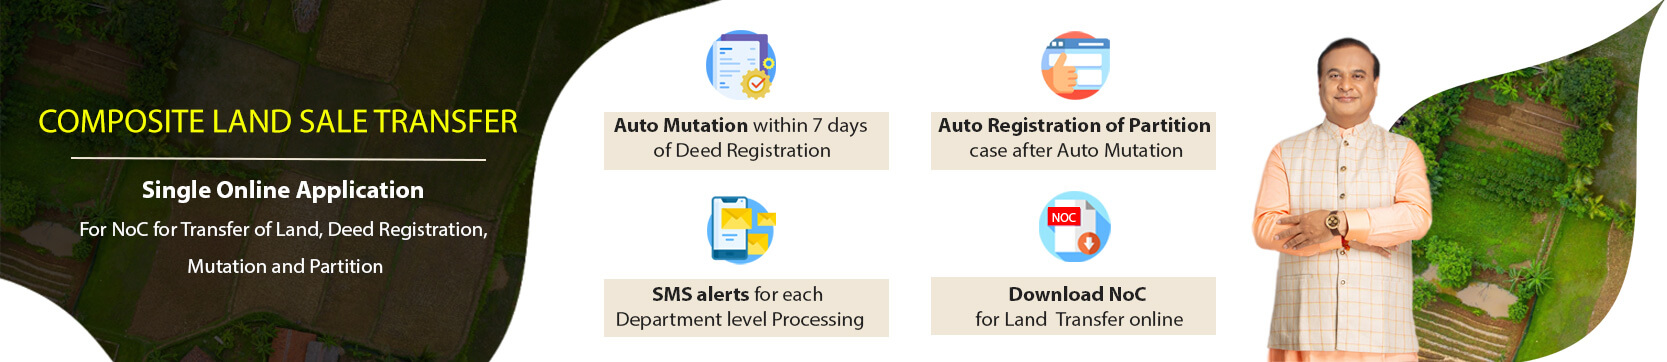 COMPOSITE LAND SALE TRANSFER
Single Online Application
For NoC for Transfer of Land, Deed Registration,
Mutation and Partition
Auto Mutation within 7 days
of Deed Registration
Auto Registration of Partition
case after Auto Mutation
SMS alerts for each
Department level Processing
NOC
Download NoC
for Land Transfer online